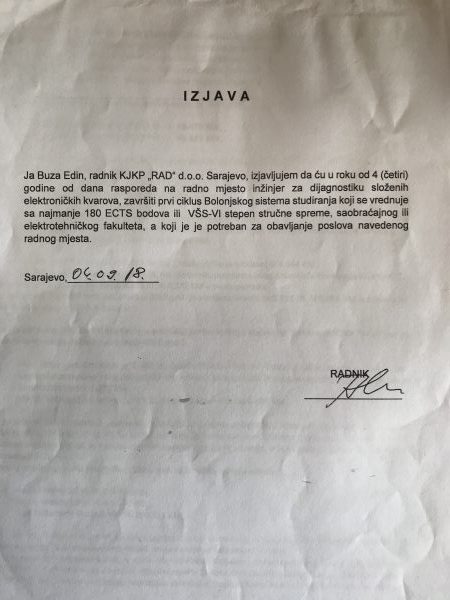 IZJAVA
Ja Buza Edin, radnik KJKP „RAD“ d.o.o. Sarajevo, izjavljujem da ću u roku od 4 (četiri)
godine od dana rasporeda na radno mjesto inžinjer za dijagnostiku složenih
elektroničkih kvarova, završiti prvi ciklus Bolonjskog sistema studiranja koji se vrednuje
sa najmanje 180 ECTS bodova ili VŠS-VI stepen stručne spreme, saobraćajnog ili
elektrotehničkog fakulteta, a koji je je potreban za obavljanje poslova navedenog
radnog mjesta.
Sarajevo, 04.09.18.
RADNIK